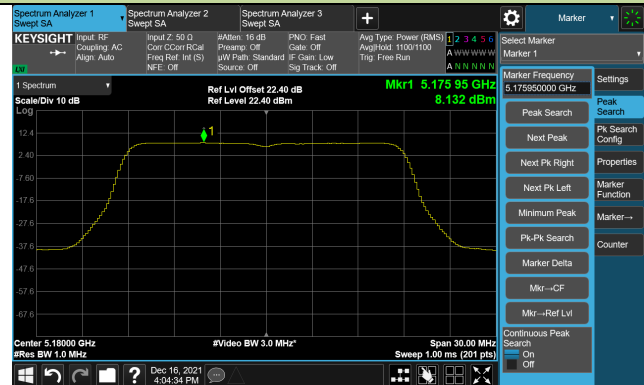 Spectrum Analyzer 1
Swept SA
Spectrum Analyzer 2
Swept SA
Spectrum Analyzer 3
Swept SA
+
Marker
KEYSIGHT
Input: RF
Coupling: AC
Align: Auto
Input Z: 50 Ω
Corr CCorr RCal
Freq Ref: Int (S)
NFE: Off
#Atten: 16 dB
Preamp: Off
µW Path: Standard
Source: Off
PNO: Fast
Gate: Off
IF Gain: Low
Sig Track: Off
Avg Type: Power (RMS)
Avg|Hold: 1100/1100
Trig: Free Run
1 2 3 4 5 6
A W W W W W
A N N N N N
Select Marker
Marker 1
1 Spectrum
Scale/Div 10 dB
Log
Ref Lvl Offset 22.40 dB
Ref Level 22.40 dBm
Mkr1 5.175 95 GHz
8.132 dBm
1
12.4
2.40
-7.60
-17.6
-27.6
-37.6
-47.6
-57.6
-67.6
Center 5.18000 GHz
#Res BW 1.0 MHz
#Video BW 3.0 MHz*
Span 30.00 MHz
Sweep 1.00 ms (201 pts)
Marker Frequency
5.175950000 GHz
Peak Search
Next Peak
Next Pk Right
Next Pk Left
Minimum Peak
Pk-Pk Search
Marker Delta
Mkr→CF
Mkr→Ref Lvl
Continuous Peak
Search
On
Off
Settings
Peak
Search
Pk Search
Config
Properties
Marker
Function
Marker→
Counter
?
Dec 16, 2021
4:04:34 PM